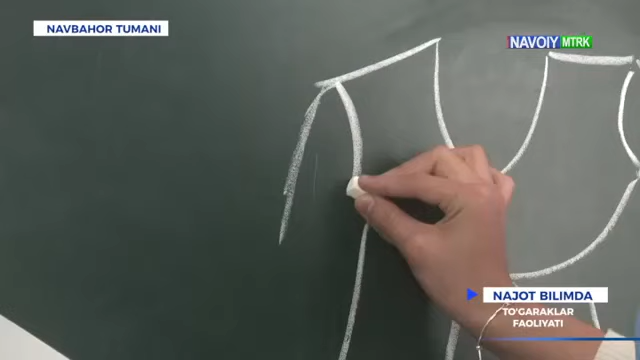 NAVBAHOR TUMANI
NAVOIY MTRK
NAJOT BILIMDA
TO'GARAKLAR
FAOLIYATI